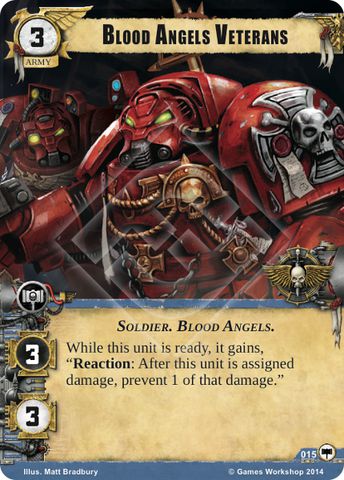 3
ARMY
BLOOD ANGELS VETERANS
SOLDIER. BLOOD ANGELS.
3
While this unit is ready, it gains,
“Reaction: After this unit is assigned
damage, prevent 1 of that damage.”
3
015
Illus. Matt Bradbury
© Games Workshop 2014